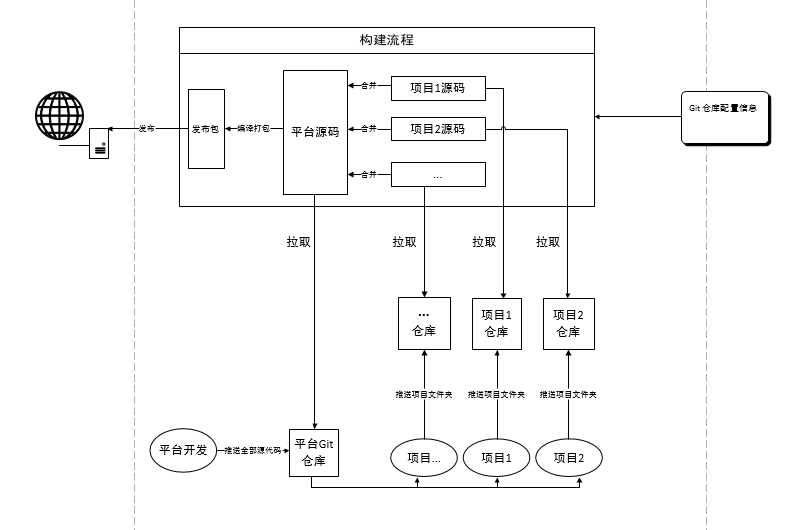 构建流程
Git 仓库配置信息
发布
发布包
编译打包
平台源码
合并
项目1源码
合并
项目2源码
合并
...
拉取
拉取
拉取
拉取
...
仓库
项目1
仓库
项目2
仓库
推送项目文件夹
推送项目文件夹
推送项目文件夹
平台开发
推送全部源代码
平台Git
仓库
项目...
项目1
项目2